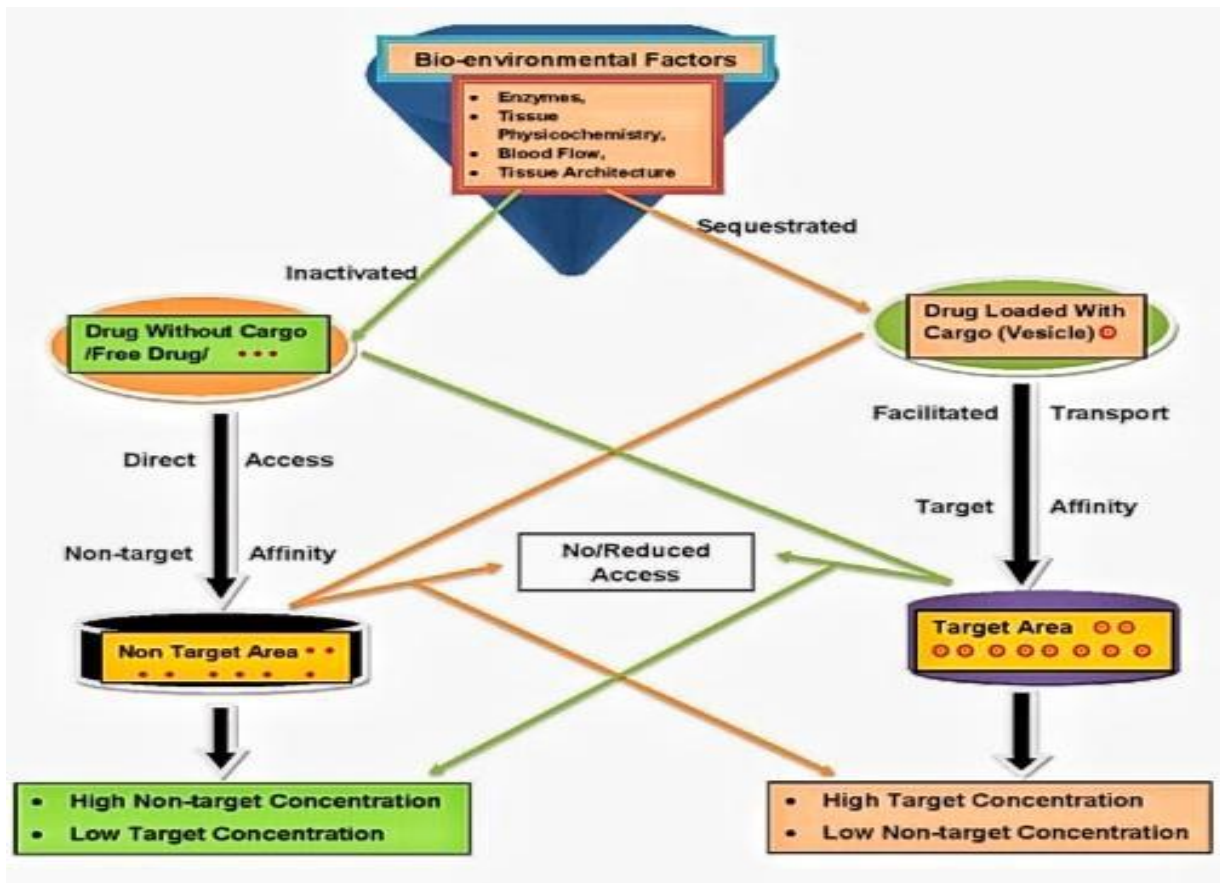 Bio-environmental Factors
• Enzymes,
• Tissue
Physicochemistry,
• Blood Flow,
• Tissue Architecture
Sequestrated
Inactivated
Drug Without Cargo
/Free Drug/
Drug Loaded With
Cargo (Vesicle)
Facilitated Transport
Direct Access
Target Affinity
Non-target Affinity
No/Reduced
Access
Non Target Area
Target Area
• High Non-target Concentration
• Low Target Concentration
• High Target Concentration
• Low Non-target Concentration